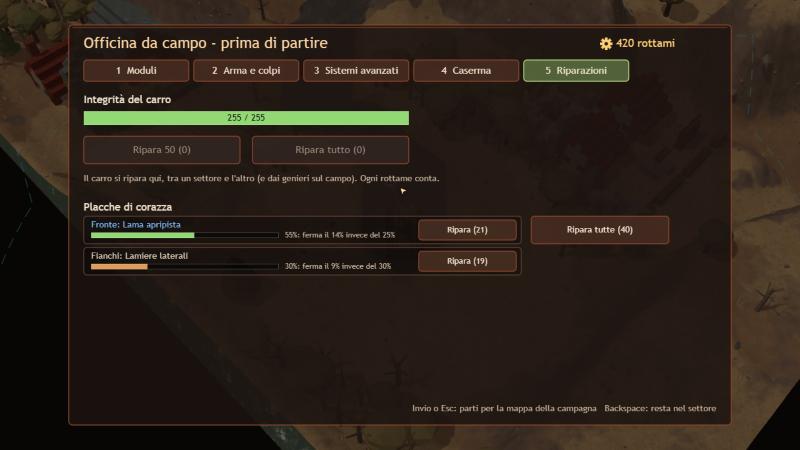 Officina da campo - prima di partire
420 rottami
1 Moduli
2 Arma e colpi
3 Sistemi avanzati
4 Caserma
5 Riparazioni
Integrità del carro
255 / 255
Ripara 50 (0)
Ripara tutto (0)
Il carro si ripara qui, tra un settore e l'altro (e dai genieri sul campo). Ogni rottame conta.
Placche di corazza
Fronte: Lama apripista
55%: ferma il 14% invece del 25%
Ripara (21)
Ripara tutte (40)
Fianchi: Lamiere laterali
30%: ferma il 9% invece del 30%
Ripara (19)
Invio o Esc: parti per la mappa della campagna Backspace: resta nel settore